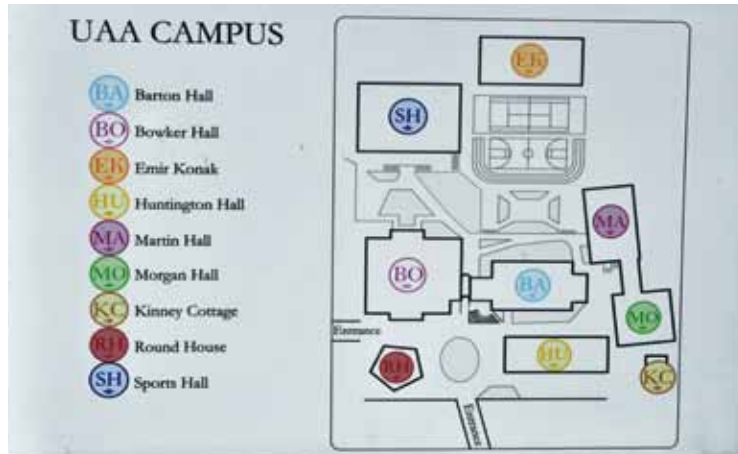 UAA CAMPUS
BA Barton Hall
BO Bowker Hall
EK Emir Konak
HU Huntington Hall
MA Martin Hall
MO Morgan Hall
KC Kinney Cottage
RH Round House
SH Sports Hall
EK
SH
MA
BO
BA
MO
Entrance
HU
RH
KC
Entrance